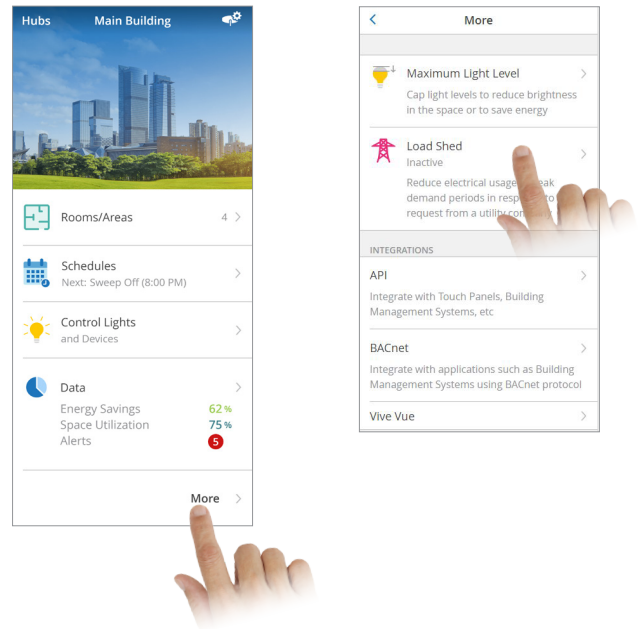 Hubs Main Building
Rooms/Areas 4
Schedules
Next: Sweep Off (8:00 PM)
Control Lights
and Devices
Data
Energy Savings 62 %
Space Utilization 75 %
Alerts 5
More
More
Maximum Light Level
Cap light levels to reduce brightness
in the space or to save energy
Load Shed
Inactive
Reduce electrical usage
demand periods in to
request from a utility
INTEGRATIONS
API
Integrate with Touch Panels, Building
Management Systems, etc
BACnet
Integrate with applications such as Building
Management Systems using BACnet protocol
Vive Vue